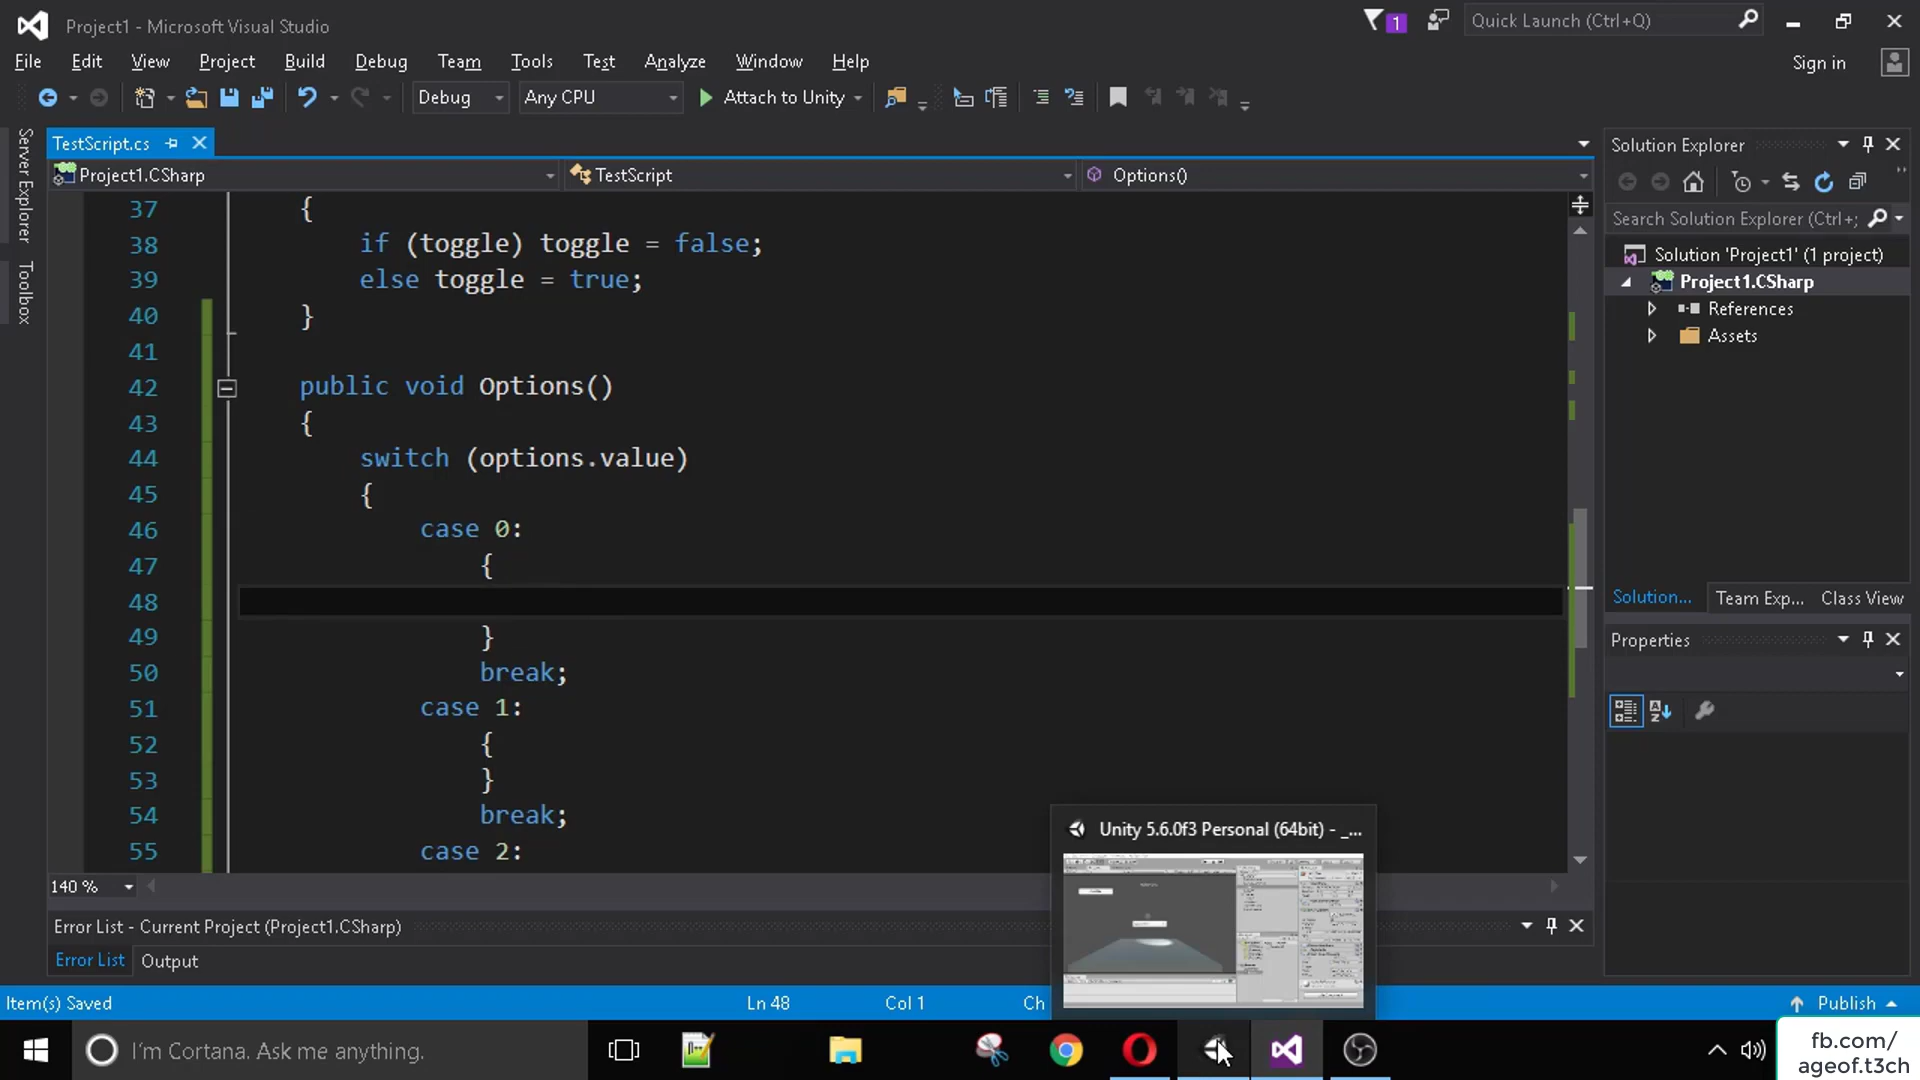 Project1 - Microsoft Visual Studio
1
Quick Launch (Ctrl+Q)
File Edit View Project Build Debug Team Tools Test Analyze Window Help
Sign in
Debug Any CPU Attach to Unity
Server Explorer
Toolbox
TestScript.cs
Project1.CSharp TestScript Options()
37 {
38 if (toggle) toggle = false;
39 else toggle = true;
40 }
41
42 public void Options()
43 {
44 switch (options.value)
45 {
46 case 0:
47 {
48
49 }
50 break;
51 case 1:
52 {
53 }
54 break;
55 case 2:
140 %
Error List - Current Project (Project1.CSharp)
Error List Output
Item(s) Saved Ln 48 Col 1 Ch Publish
Solution Explorer
Search Solution Explorer (Ctrl+;
Solution 'Project1' (1 project)
Project1.CSharp
References
Assets
Solution... Team Exp... Class View
Properties
Unity 5.6.0f3 Personal (64bit) - _...
I'm Cortana. Ask me anything.
fb.com/
ageof.t3ch